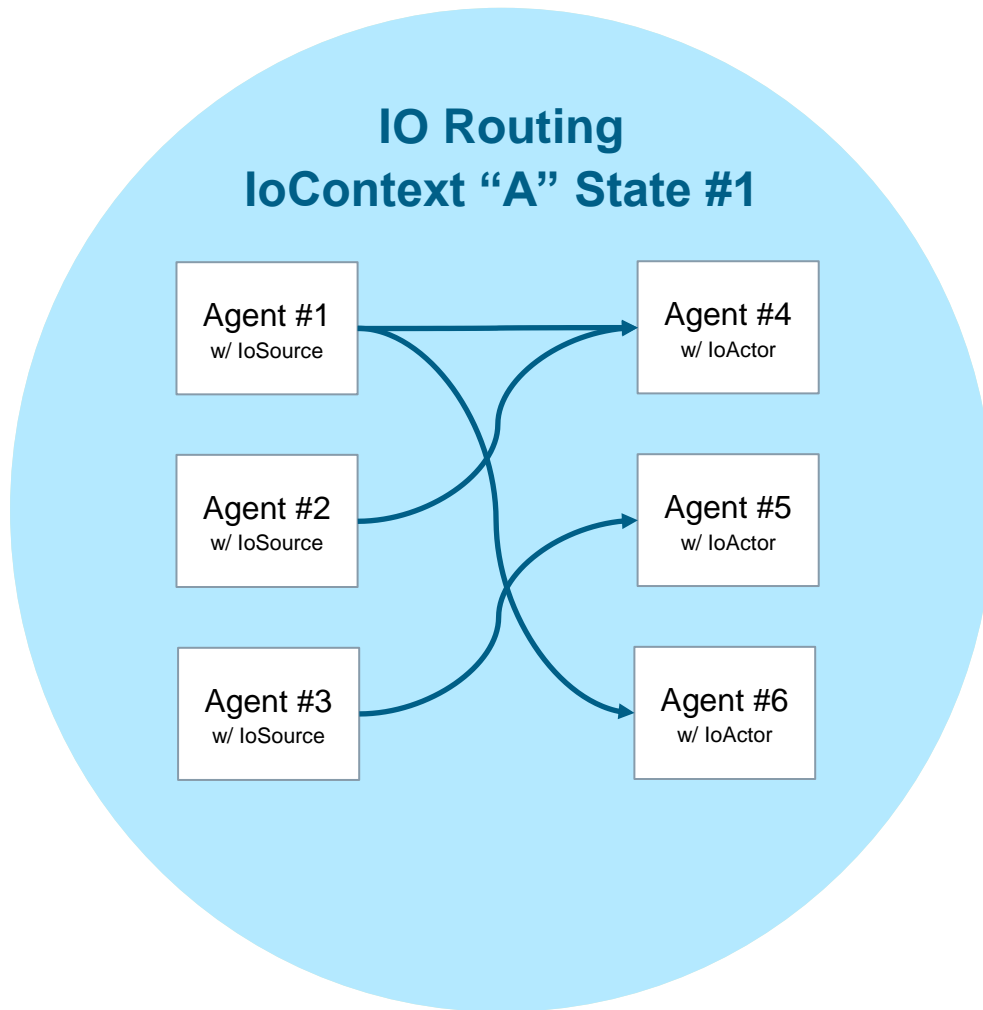 IO Routing
IoContext “A” State #1
Agent #1
w/ IoSource
Agent #4
w/ IoActor
Agent #2
w/ IoSource
Agent #5
w/ IoActor
Agent #3
w/ IoSource
Agent #6
w/ IoActor